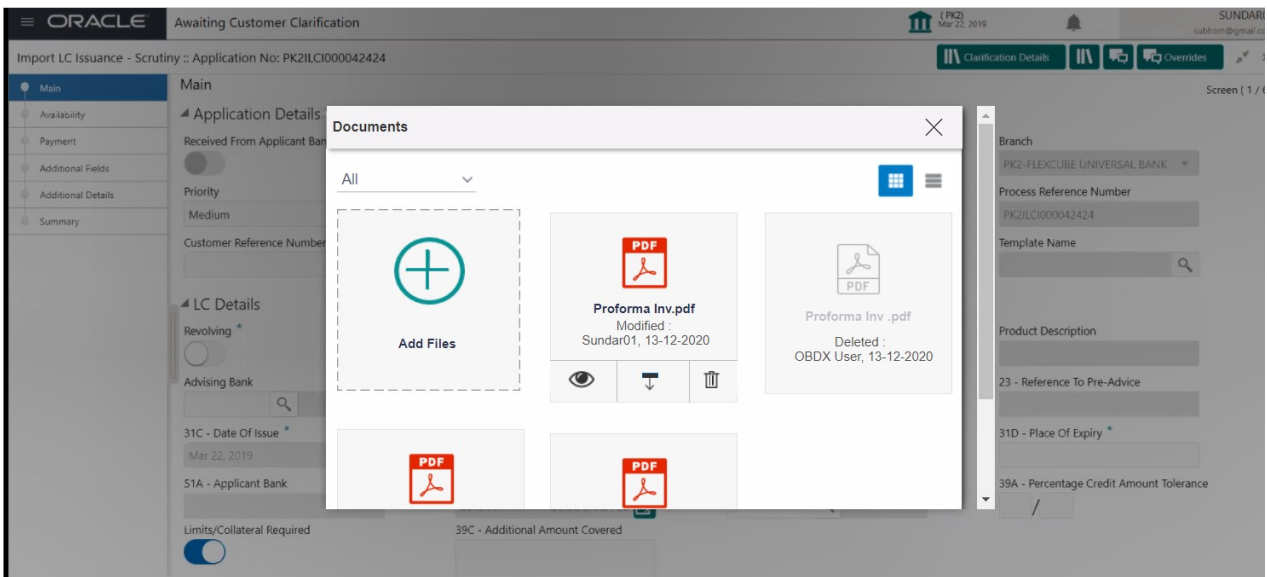 ORACLE
Awaiting Customer Clarification
( PK2)
Mar 22, 2019
SUNDAR
Import LC Issuance - Scrutiny :: Application No: PK2ILCI000042424
Clarification Details
Overrides
Main
Availability
Payment
Additional Fields
Additional Details
Summary
Main
Screen ( 1 / 6
Application Details
Received From Applicant Ban
Priority
Medium
Customer Reference Number
LC Details
Revolving *
Advising Bank
31C - Date Of Issue *
Mar 22, 2019
51A - Applicant Bank
Limits/Collateral Required
39C - Additional Amount Covered
Documents
All
Add Files
PDF
Proforma Inv.pdf
Modified :
Sundar01, 13-12-2020
PDF
Proforma Inv .pdf
Deleted :
OBDX User, 13-12-2020
PDF
PDF
Branch
PK2-FLEXCUBE UNIVERSAL BANK
Process Reference Number
PK2ILCI000042424
Template Name
Product Description
23 - Reference To Pre-Advice
31D - Place Of Expiry *
39A - Percentage Credit Amount Tolerance
/